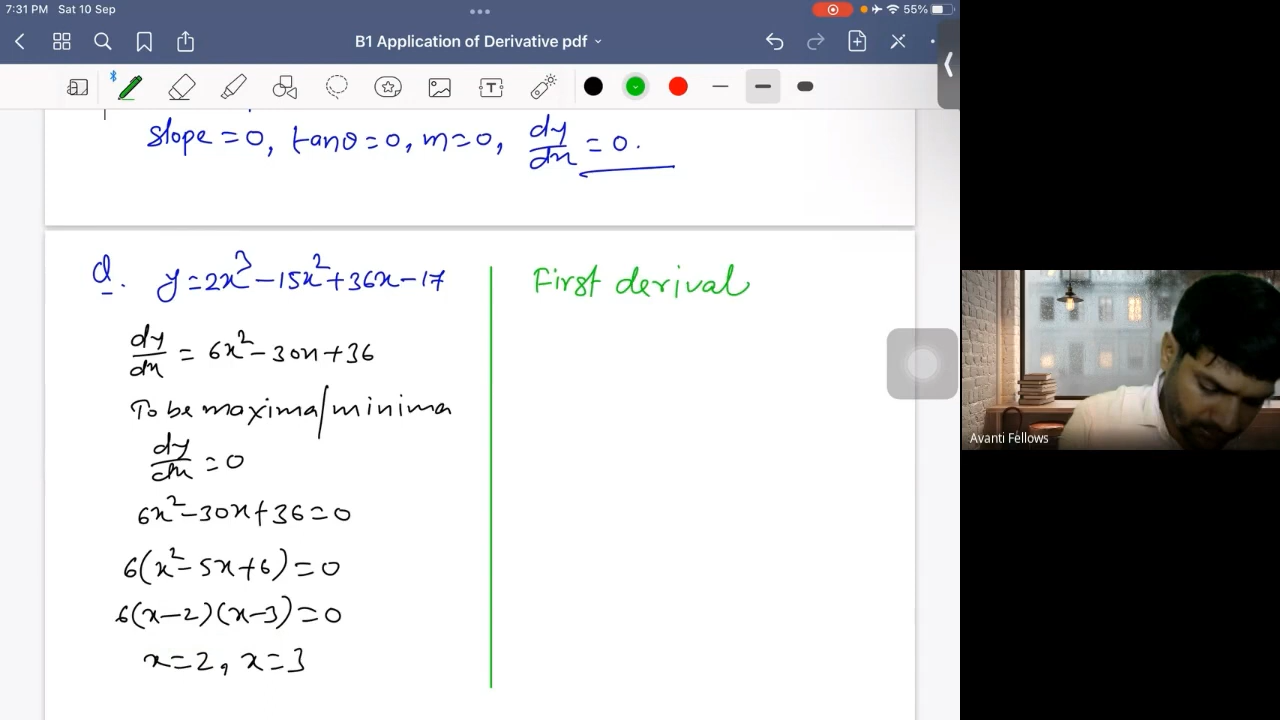 7:31 PM Sat 10 Sep
55%
B1 Application of Derivative pdf
T
Slope = 0, tanθ = 0, m = 0, dy/dx = 0.
Q. y = 2x³ − 15x² + 36x − 17
dy/dx = 6x² − 30x + 36
To be maxima/minima
dy/dx = 0
6x² − 30x + 36 = 0
6(x² − 5x + 6) = 0
6(x − 2)(x − 3) = 0
x = 2, x = 3
First derival
Avanti Fellows